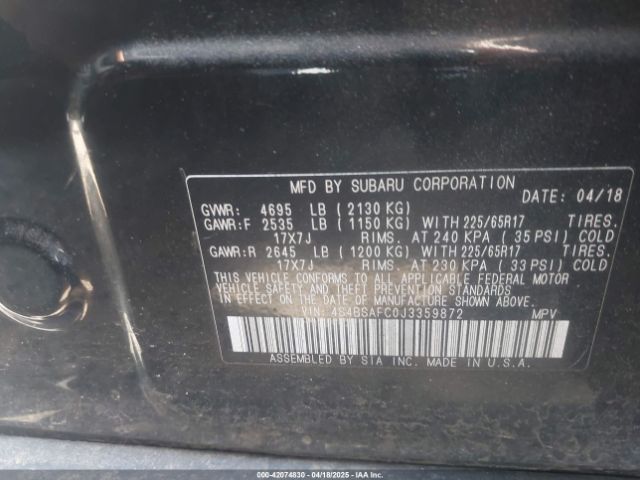 MFD BY SUBARU CORPORATION
DATE: 04/18
GVWR: 4695 LB (2130 KG)
GAWR:F 2535 LB (1150 KG) WITH 225/65R17 TIRES.
17X7J RIMS. AT 240 KPA (35 PSI) COLD
GAWR:R 2645 LB (1200 KG) WITH 225/65R17 TIRES.
17X7J RIMS. AT 230 KPA (33 PSI) COLD
THIS VEHICLE CONFORMS TO ALL APPLICABLE FEDERAL MOTOR
VEHICLE SAFETY, AND THEFT PREVENTION STANDARDS
IN EFFECT ON THE DATE OF MANUFACTURE SHOWN ABOVE.
VIN: 4S4BSAFC0J3359872 MPV
ASSEMBLED BY SIA INC. MADE IN U.S.A.
000-42074830 - 04/18/2025 - IAAI.COM